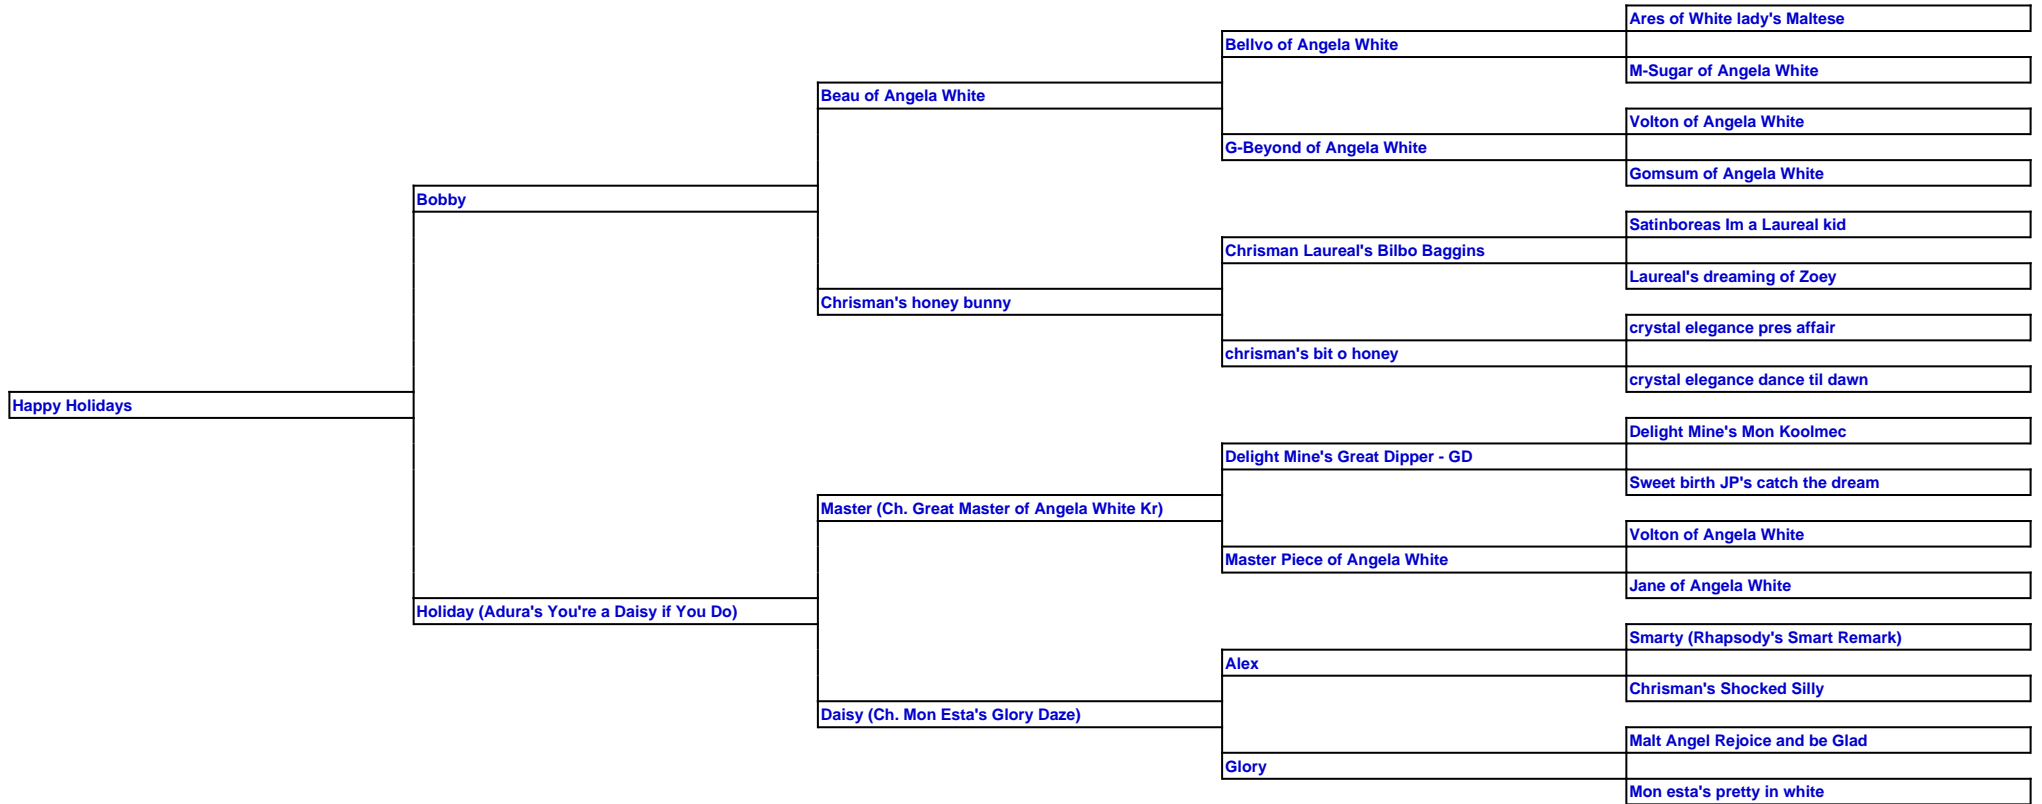 Ares of White lady's Maltese
Bellvo of Angela White
M-Sugar of Angela White
Beau of Angela White
Volton of Angela White
G-Beyond of Angela White
Gomsum of Angela White
Bobby
Satinboreas Im a Laureal kid
Chrisman Laureal's Bilbo Baggins
Laureal's dreaming of Zoey
Chrisman's honey bunny
crystal elegance pres affair
chrisman's bit o honey
crystal elegance dance til dawn
Happy Holidays
Delight Mine's Mon Koolmec
Delight Mine's Great Dipper - GD
Sweet birth JP's catch the dream
Master (Ch. Great Master of Angela White Kr)
Volton of Angela White
Master Piece of Angela White
Jane of Angela White
Holiday (Adura's You're a Daisy if You Do)
Smarty (Rhapsody's Smart Remark)
Alex
Chrisman's Shocked Silly
Daisy (Ch. Mon Esta's Glory Daze)
Malt Angel Rejoice and be Glad
Glory
Mon esta's pretty in white